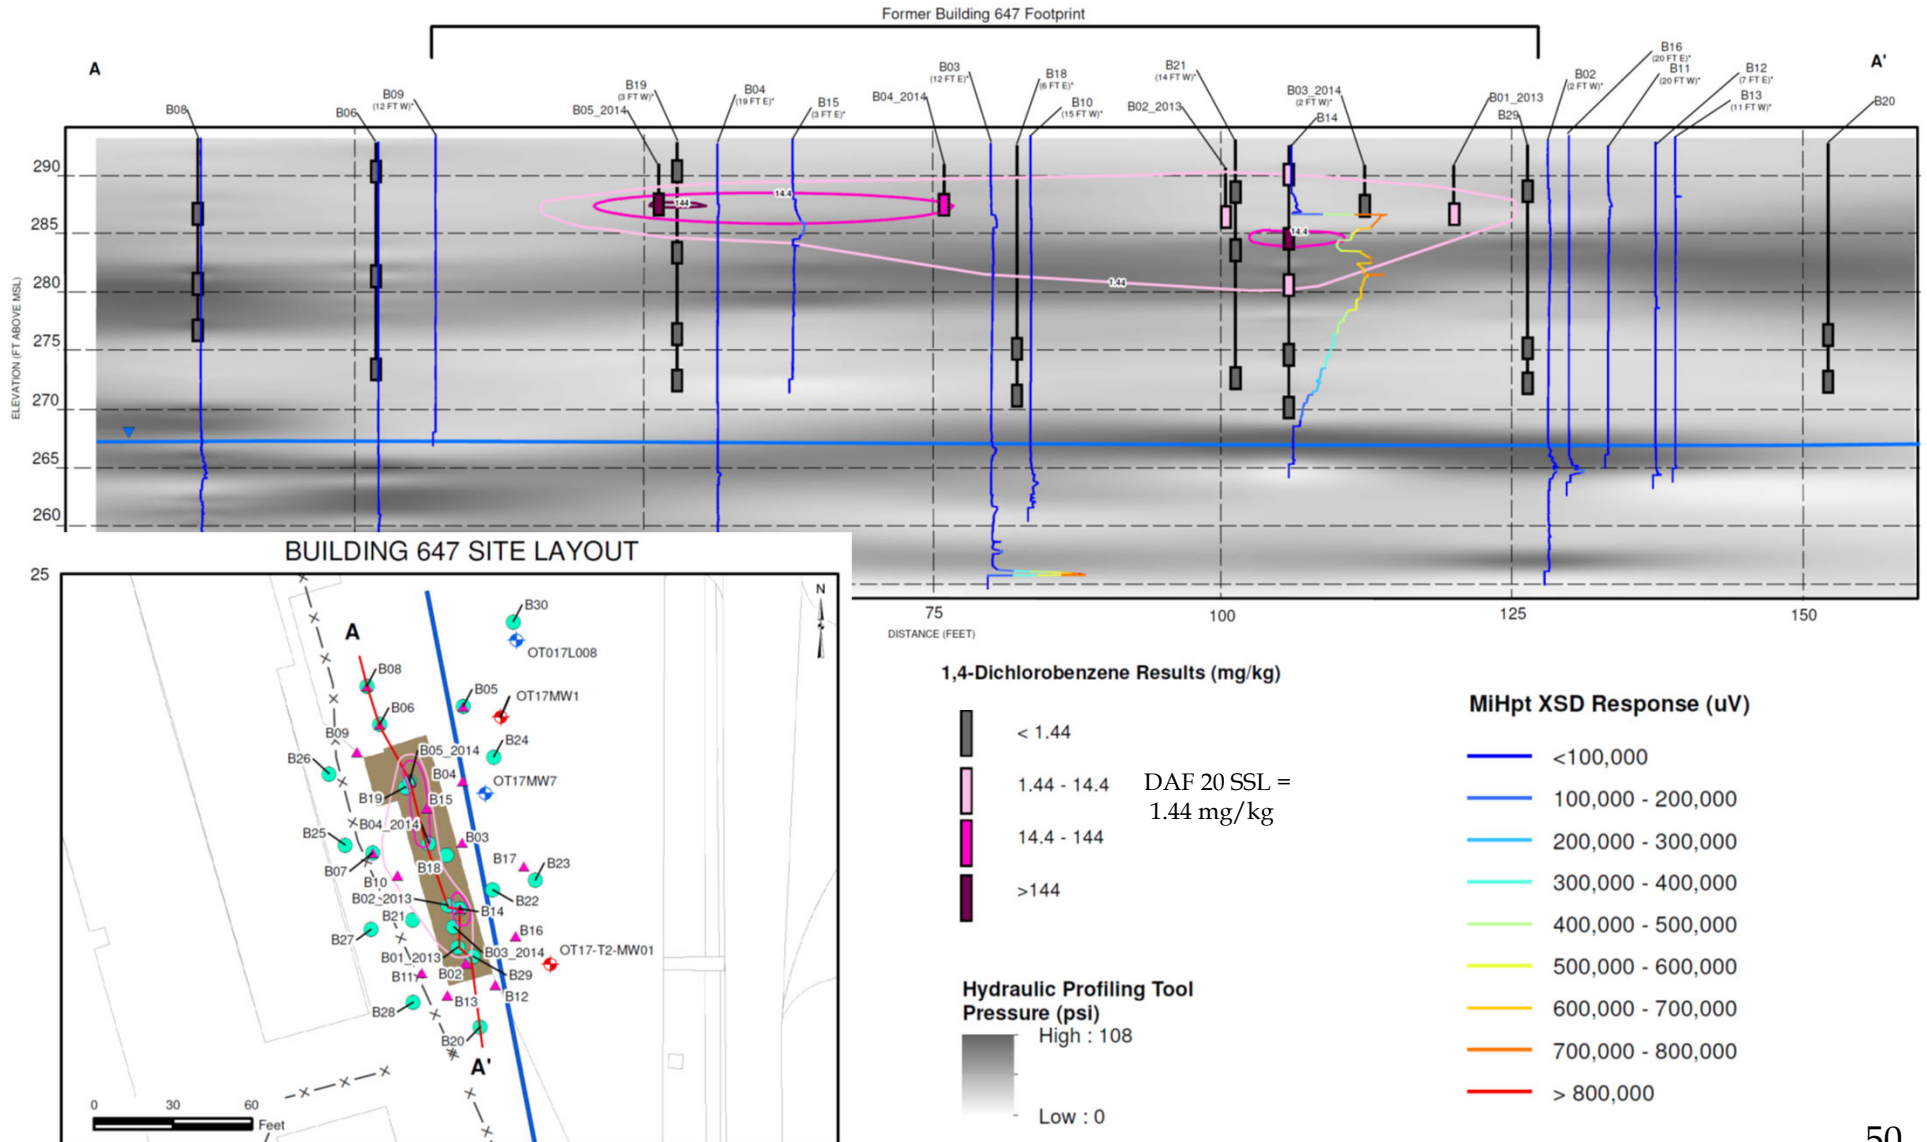 Former Building 647 Footprint
A
A'
B08
B06
B09
(12 FT W)*
B05_2014
B19
(3 FT W)*
B04
(19 FT E)*
B15
(3 FT E)*
B04_2014
B03
(12 FT E)*
B18
(6 FT E)*
B10
(15 FT W)*
B02_2013
B21
(14 FT W)*
B03_2014
(2 FT W)*
B14
B01_2013
B29
B02
(2 FT W)*
B16
(20 FT E)*
B11
(20 FT W)*
B12
(7 FT E)*
B13
(11 FT W)*
B20
ELEVATION (FT ABOVE MSL)
290
285
280
275
270
265
260
25
14.4
144
14.4
1.44
75
100
125
150
DISTANCE (FEET)
BUILDING 647 SITE LAYOUT
N
A
B30
OT017L008
B08
B05
OT17MW1
B06
B09
B24
B05_2014
B26
B04
OT17MW7
B19
B15
B04_2014
B25
B03
B07
B18
B17
B23
B10
B02_2013
B22
B14
B21
B27
B16
B03_2014
OT17-T2-MW01
B01_2013
B11
B02
B29
B13
B12
B28
B20
A'
0
30
60
Feet
1,4-Dichlorobenzene Results (mg/kg)
< 1.44
1.44 - 14.4
14.4 - 144
>144
DAF 20 SSL =
1.44 mg/kg
Hydraulic Profiling Tool
Pressure (psi)
High : 108
Low : 0
MiHpt XSD Response (uV)
<100,000
100,000 - 200,000
200,000 - 300,000
300,000 - 400,000
400,000 - 500,000
500,000 - 600,000
600,000 - 700,000
700,000 - 800,000
> 800,000
50